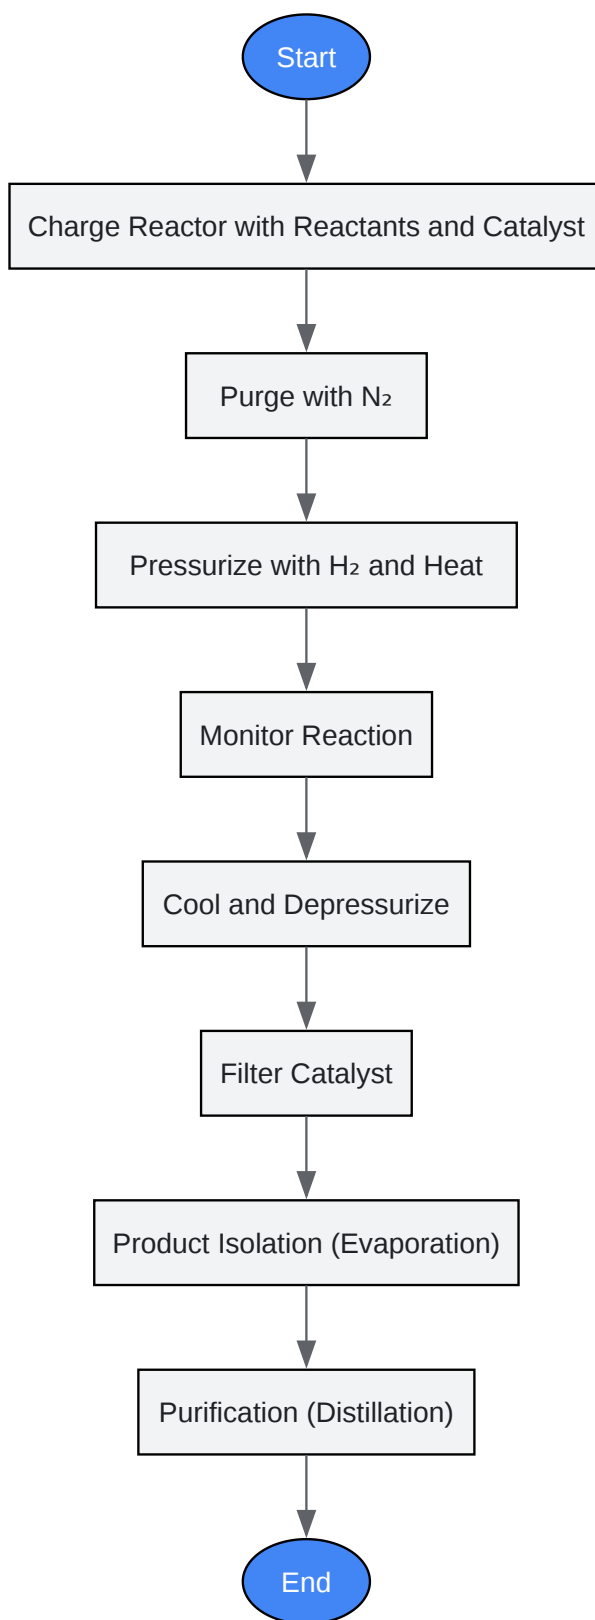 Start
Charge Reactor with Reactants and Catalyst
Purge with N₂
Pressurize with H₂ and Heat
Monitor Reaction
Cool and Depressurize
Filter Catalyst
Product Isolation (Evaporation)
Purification (Distillation)
End